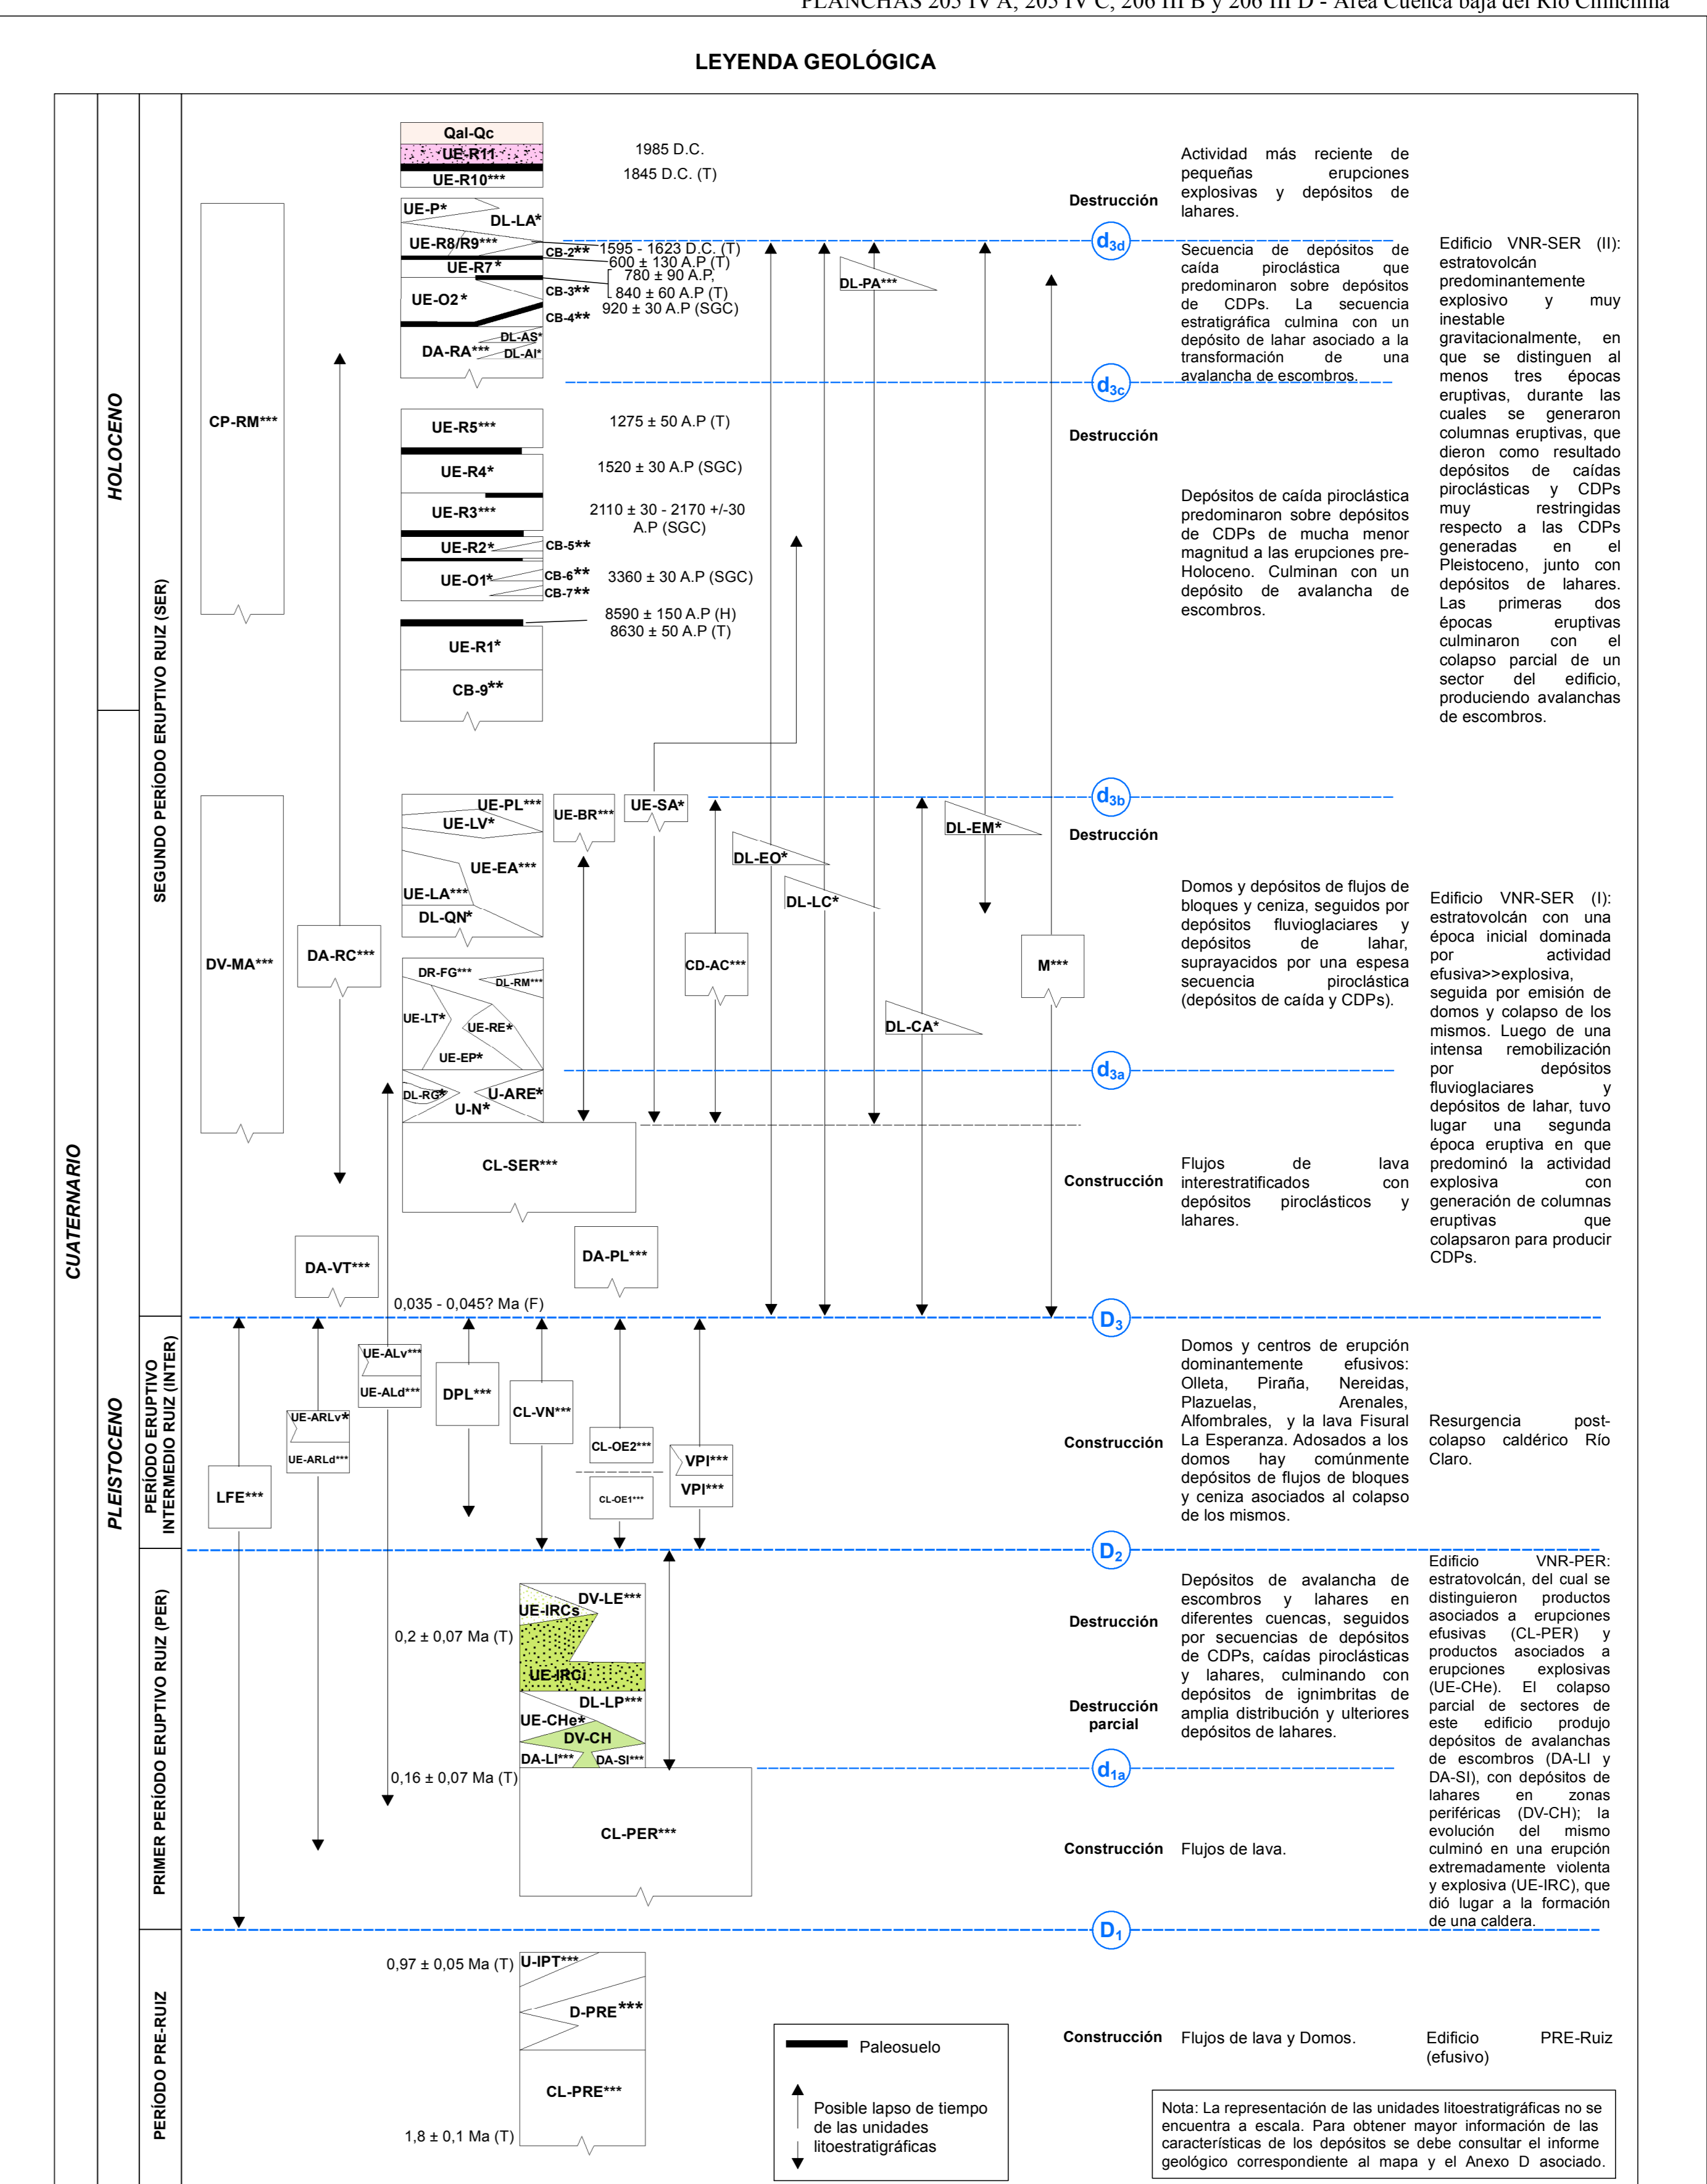 PLANCHAS 205 IV A, 205 IV C, 206 III B y 206 III D - Área Cuenca baja del Río Chinchiná
LEYENDA GEOLÓGICA
CUATERNARIO
HOLOCENO
PLEISTOCENO
SEGUNDO PERÍODO ERUPTIVO RUIZ (SER)
PERÍODO ERUPTIVO
INTERMEDIO RUIZ (INTER)
PRIMER PERÍODO ERUPTIVO RUIZ (PER)
PERÍODO PRE-RUIZ
Qal-Qc
UE-R11
1985 D.C.
UE-R10***
1845 D.C. (T)
UE-P*
DL-LA*
UE-R8/R9***
CB-2**
1595 - 1623 D.C. (T)
600 ± 130 A.P (T)
UE-R7*
780 ± 90 A.P,
840 ± 60 A.P (T)
UE-O2*
CB-3**
920 ± 30 A.P (SGC)
CB-4**
DL-AS*
DA-RA***
DL-AI*
CP-RM***
UE-R5***
1275 ± 50 A.P (T)
UE-R4*
1520 ± 30 A.P (SGC)
UE-R3***
2110 ± 30 - 2170 +/-30
A.P (SGC)
UE-R2*
CB-5**
UE-O1*
CB-6**
3360 ± 30 A.P (SGC)
CB-7**
8590 ± 150 A.P (H)
8630 ± 50 A.P (T)
UE-R1*
CB-9**
DL-PA***
Destrucción
Actividad más reciente de
pequeñas erupciones
explosivas y depósitos de
lahares.
d3d
Secuencia de depósitos de
caída piroclástica que
predominaron sobre depósitos
de CDPs. La secuencia
estratigráfica culmina con un
depósito de lahar asociado a la
transformación de una
avalancha de escombros.
d3c
Destrucción
Depósitos de caída piroclástica
predominaron sobre depósitos
de CDPs de mucha menor
magnitud a las erupciones pre-
Holoceno. Culminan con un
depósito de avalancha de
escombros.
Edificio VNR-SER (II):
estratovolcán
predominantemente
explosivo y muy
inestable
gravitacionalmente, en
que se distinguen al
menos tres épocas
eruptivas, durante las
cuales se generaron
columnas eruptivas, que
dieron como resultado
depósitos de caídas
piroclásticas y CDPs
muy restringidas
respecto a las CDPs
generadas en el
Pleistoceno, junto con
depósitos de lahares.
Las primeras dos
épocas eruptivas
culminaron con el
colapso parcial de un
sector del edificio,
produciendo avalanchas
de escombros.
DV-MA***
DA-RC***
UE-PL***
UE-LV*
UE-EA***
UE-LA***
DL-QN*
UE-BR***
UE-SA*
DR-FG***
DL-RM***
UE-LT*
UE-RE*
UE-EP*
DL-RG*
U-ARE*
U-N*
CL-SER***
CD-AC***
DL-EO*
DL-LC*
DL-EM*
DL-CA*
M***
d3b
Destrucción
Domos y depósitos de flujos de
bloques y ceniza, seguidos por
depósitos fluvioglaciares y
depósitos de lahar,
suprayacidos por una espesa
secuencia piroclástica
(depósitos de caída y CDPs).
d3a
Construcción
Flujos de lava
interestratificados con
depósitos piroclásticos y
lahares.
Edificio VNR-SER (I):
estratovolcán con una
época inicial dominada
por actividad
efusiva>>explosiva,
seguida por emisión de
domos y colapso de los
mismos. Luego de una
intensa remobilización
por depósitos
fluvioglaciares y
depósitos de lahar, tuvo
lugar una segunda
época eruptiva en que
predominó la actividad
explosiva con
generación de columnas
eruptivas que
colapsaron para producir
CDPs.
DA-VT***
DA-PL***
0,035 - 0,045? Ma (F)
D3
LFE***
UE-ARLv*
UE-ARLd***
UE-ALv***
UE-ALd***
DPL***
CL-VN***
CL-OE2***
CL-OE1***
VPI***
VPI***
Construcción
Domos y centros de erupción
dominantemente efusivos:
Olleta, Piraña, Nereidas,
Plazuelas, Arenales,
Alfombrales, y la lava Fisural
La Esperanza. Adosados a los
domos hay comúnmente
depósitos de flujos de bloques
y ceniza asociados al colapso
de los mismos.
Resurgencia post-
colapso caldérico Río
Claro.
D2
DV-LE***
UE-IRCs
0,2 ± 0,07 Ma (T)
UE-IRCi
DL-LP***
UE-CHe*
DV-CH
DA-LI***
DA-SI***
0,16 ± 0,07 Ma (T)
CL-PER***
Destrucción
Destrucción
parcial
Depósitos de avalancha de
escombros y lahares en
diferentes cuencas, seguidos
por secuencias de depósitos
de CDPs, caídas piroclásticas
y lahares, culminando con
depósitos de ignimbritas de
amplia distribución y ulteriores
depósitos de lahares.
d1a
Construcción
Flujos de lava.
Edificio VNR-PER:
estratovolcán, del cual se
distinguieron productos
asociados a erupciones
efusivas (CL-PER) y
productos asociados a
erupciones explosivas
(UE-CHe). El colapso
parcial de sectores de
este edificio produjo
depósitos de avalanchas
de escombros (DA-LI y
DA-SI), con depósitos de
lahares en zonas
periféricas (DV-CH); la
evolución del mismo
culminó en una erupción
extremadamente violenta
y explosiva (UE-IRC), que
dió lugar a la formación
de una caldera.
D1
0,97 ± 0,05 Ma (T)
U-IPT***
D-PRE***
CL-PRE***
1,8 ± 0,1 Ma (T)
Construcción
Flujos de lava y Domos.
Edificio PRE-Ruiz
(efusivo)
Paleosuelo
Posible lapso de tiempo
de las unidades
litoestratigráficas
Nota: La representación de las unidades litoestratigráficas no se
encuentra a escala. Para obtener mayor información de las
características de los depósitos se debe consultar el informe
geológico correspondiente al mapa y el Anexo D asociado.